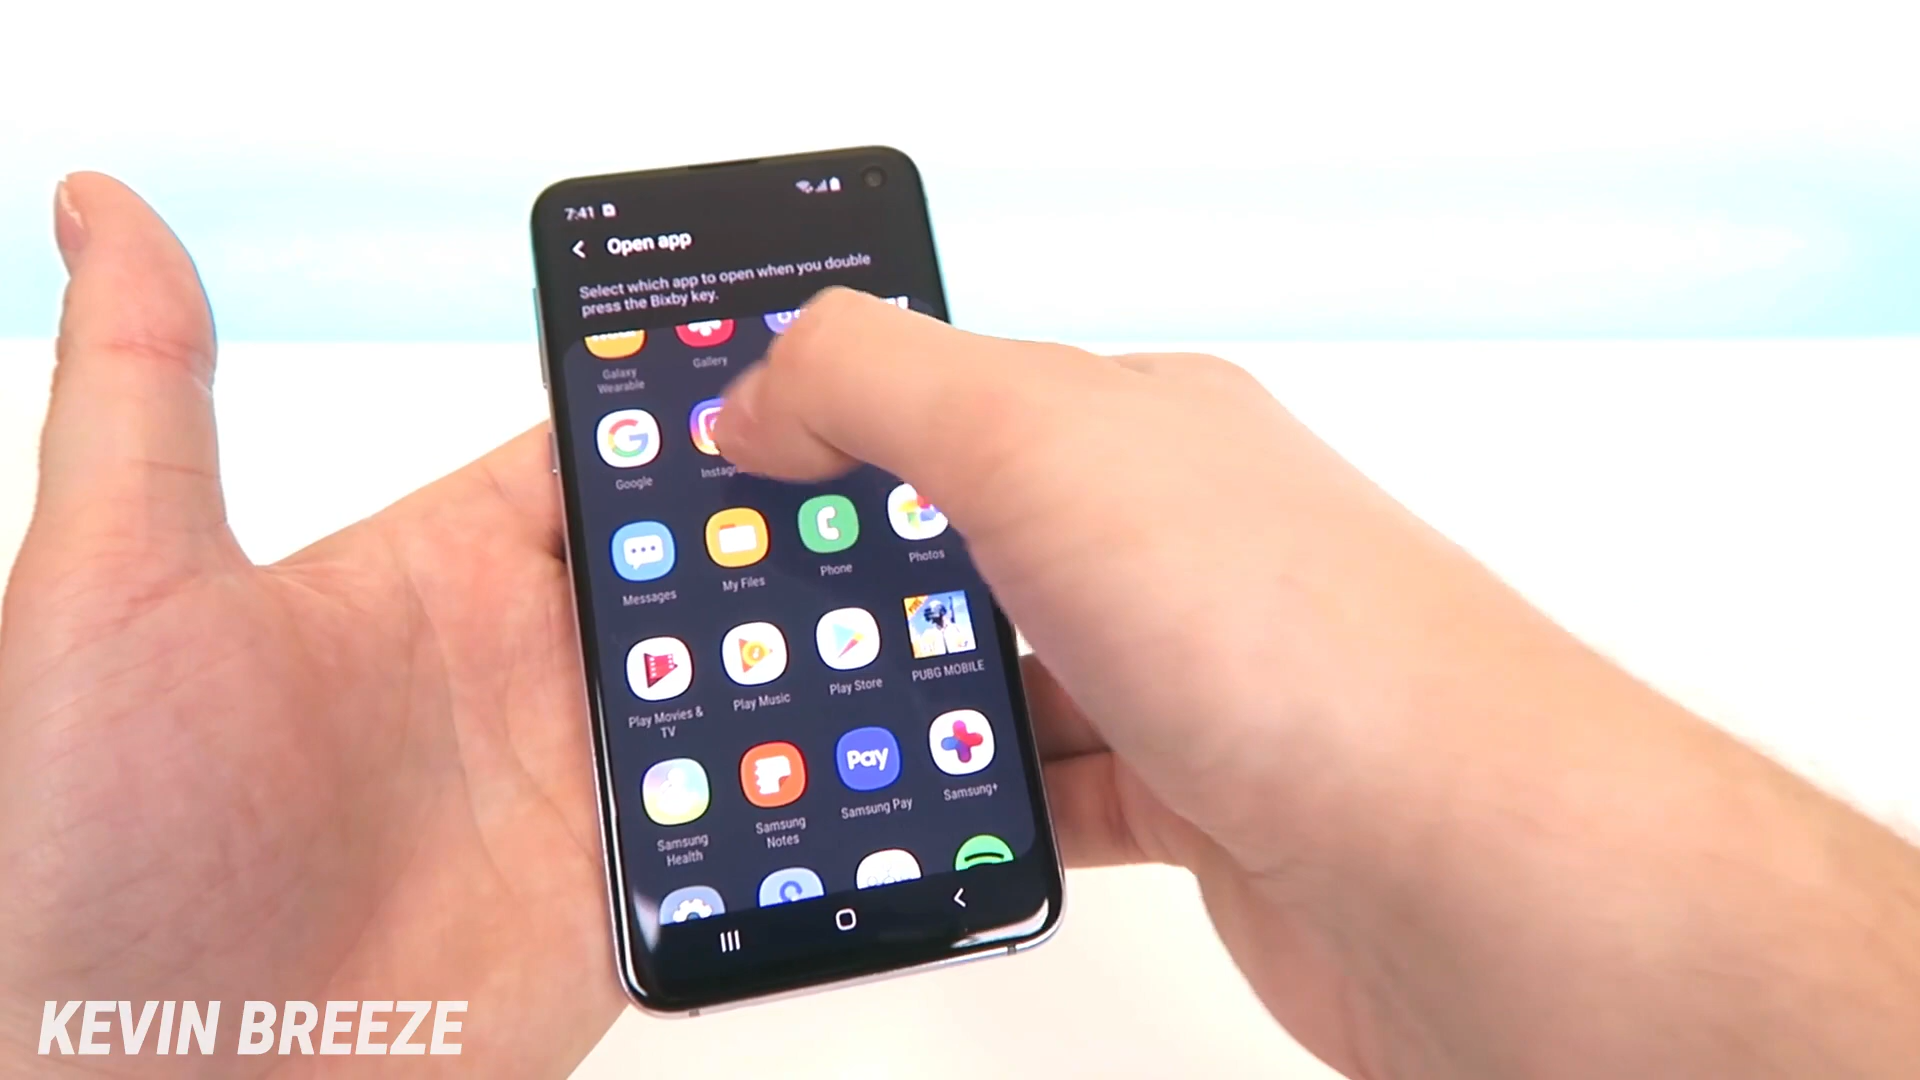 7:41
Open app
Select which app to open when you double
press the Bixby key.
Galaxy
Wearable
Gallery
Google
Messages
My Files
Phone
Photos
Play Movies &
TV
Play Music
Play Store
PUBG MOBILE
Samsung
Health
Samsung
Notes
Pay
Samsung Pay
Samsung+
KEVIN BREEZE